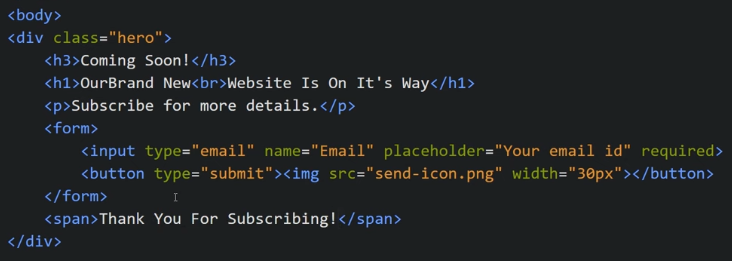 <body>
<div class="hero">
<h3>Coming Soon!</h3>
<h1>OurBrand New<br>Website Is On It's Way</h1>
<p>Subscribe for more details.</p>
<form>
<input type="email" name="Email" placeholder="Your email id" required>
<button type="submit"><img src="send-icon.png" width="30px"></button>
</form>
<span>Thank You For Subscribing!</span>
</div>